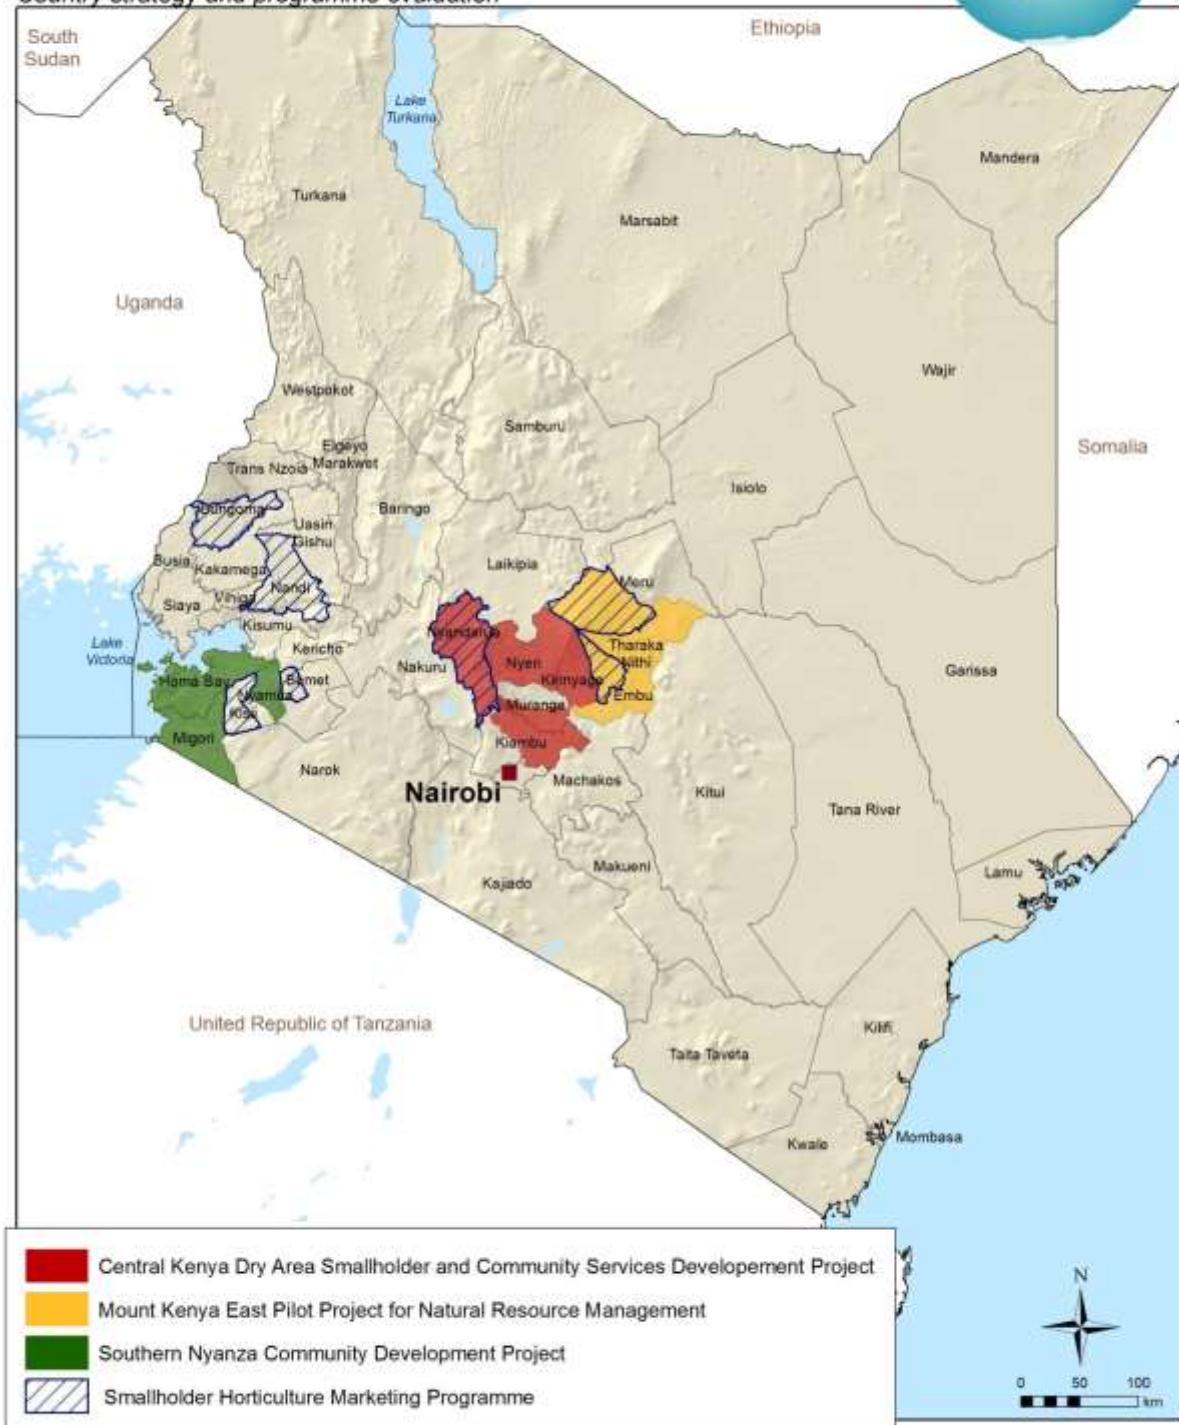 Country strategy and programme evaluation
South
Sudan
Ethiopia
Lake
Turkana
Mandera
Turkana
Marsabit
Uganda
Wajir
Westpokot
Samburu
Somalia
Elgeyo
Marakwet
Trans Nzoia
Isiolo
Bungoma
Baringo
Uasin
Gishu
Busia
Kakamega
Laikipia
Nandi
Meru
Vihiga
Siaya
Kisumu
Nyandarua
Lake
Victoria
Kericho
Tharaka
Nithi
Nakuru
Nyeri
Garissa
Homa Bay
Bomet
Kirinyaga
Nyamira
Embu
Kisii
Muranga
Migori
Kiambu
Narok
Machakos
Nairobi
Kitui
Tana River
Makueni
Lamu
Kajiado
United Republic of Tanzania
Kilifi
Taita Taveta
Kwale
Mombasa
Central Kenya Dry Area Smallholder and Community Services Developement Project
Mount Kenya East Pilot Project for Natural Resource Management
Southern Nyanza Community Development Project
Smallholder Horticulture Marketing Programme
N
0 50 100
km